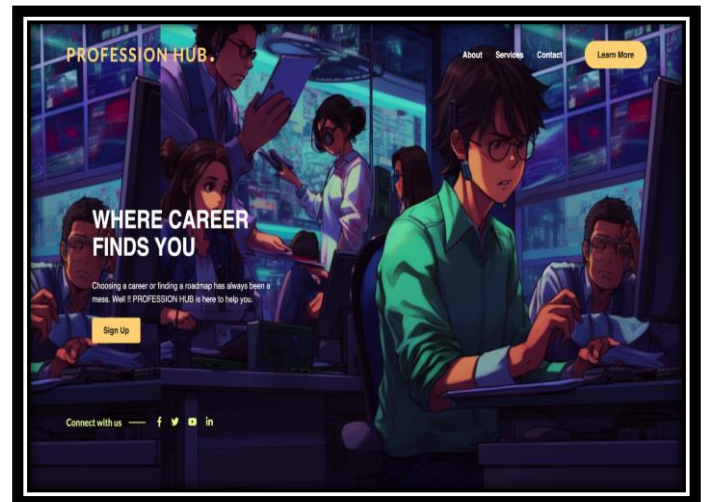 PROFESSION HUB.
About Services Contact Learn More
WHERE CAREER
FINDS YOU
Choosing a career or finding a roadmap has always been a
mess. Well !! PROFESSION HUB is here to help you.
Sign Up
Connect with us